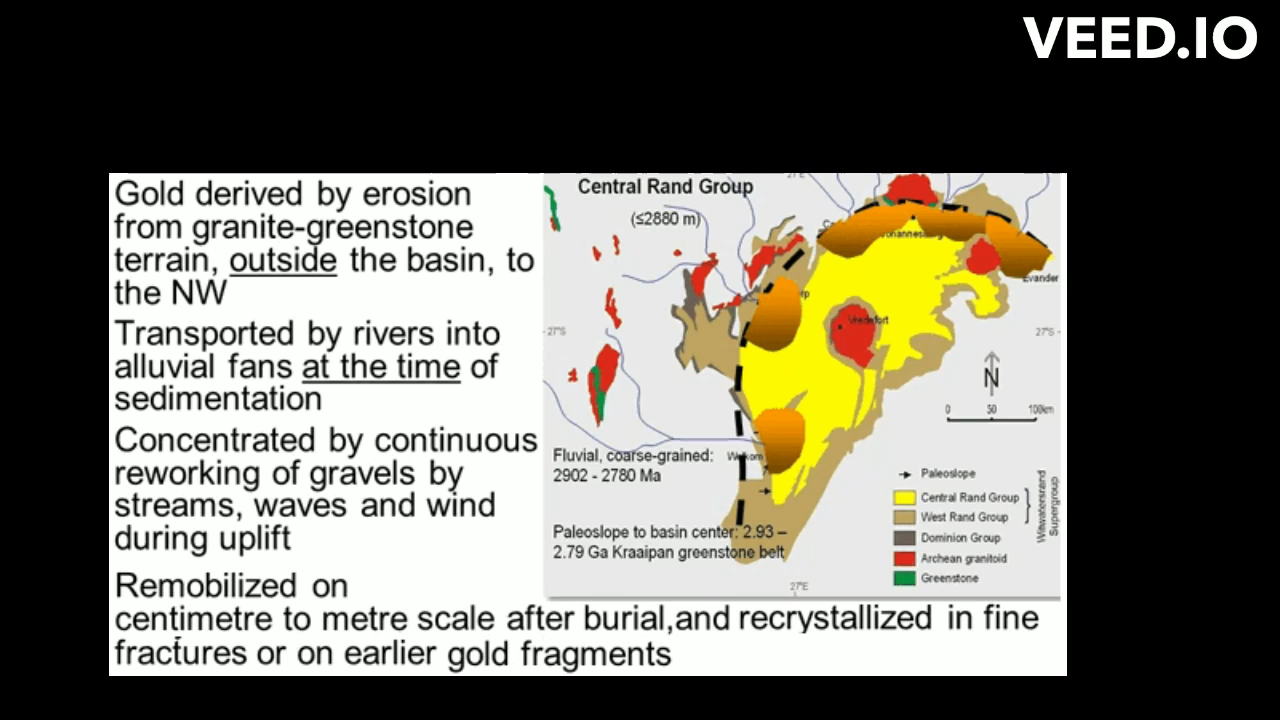 VEED.IO
Gold derived by erosion
from granite-greenstone
terrain, outside the basin, to
the NW
Transported by rivers into
alluvial fans at the time of
sedimentation
Concentrated by continuous
reworking of gravels by
streams, waves and wind
during uplift
Remobilized on
centimetre to metre scale after burial,and recrystallized in fine
fractures or on earlier gold fragments
Central Rand Group
(≤2880 m)
27°E
Evander
Vredefort
27°S
27°S
N
0 50 100km
Fluvial, coarse-grained:
2902 - 2780 Ma
Paleoslope to basin center: 2.93 –
2.79 Ga Kraaipan greenstone belt
Paleoslope
Central Rand Group
West Rand Group
Dominion Group
Archean granitoid
Greenstone
Witwatersrand
Supergroup
27°E